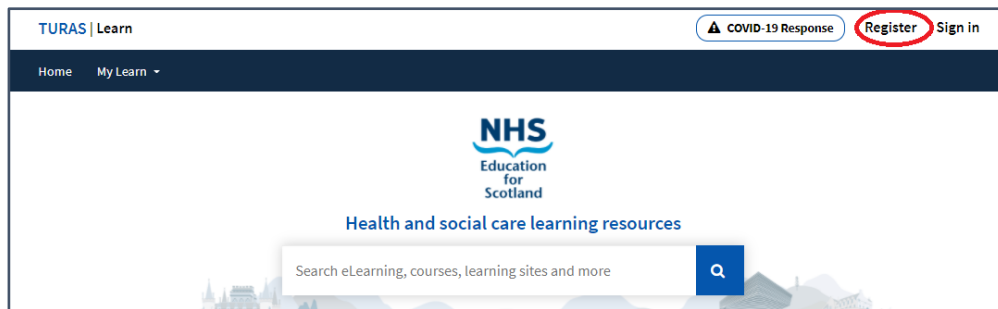 TURAS | Learn
COVID-19 Response
Register
Sign in
Home
My Learn
NHS
Education
for
Scotland
Health and social care learning resources
Search eLearning, courses, learning sites and more